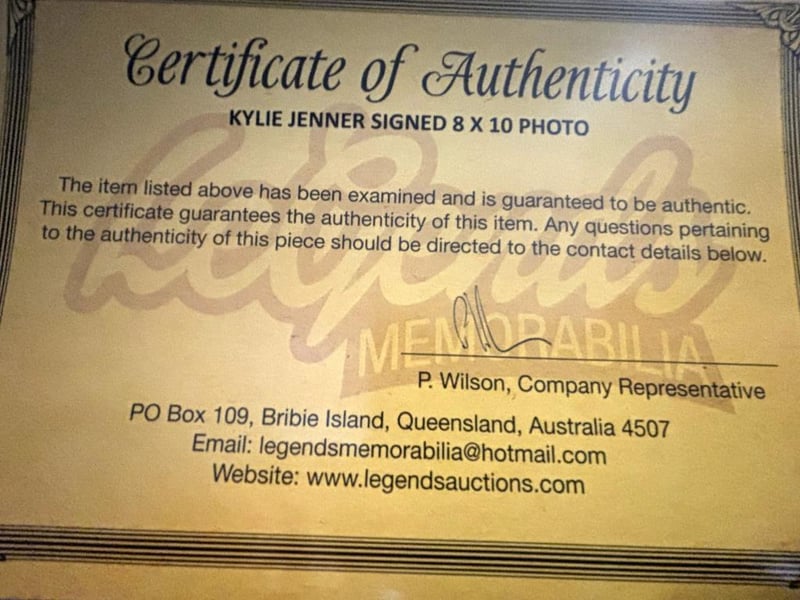 Certificate of Authenticity
KYLIE JENNER SIGNED 8 X 10 PHOTO
The item listed above has been examined and is guaranteed to be authentic.
This certificate guarantees the authenticity of this item. Any questions pertaining
to the authenticity of this piece should be directed to the contact details below.
Legends
MEMORABILIA
P. Wilson, Company Representative
PO Box 109, Bribie Island, Queensland, Australia 4507
Email: legendsmemorabilia@hotmail.com
Website: www.legendsauctions.com